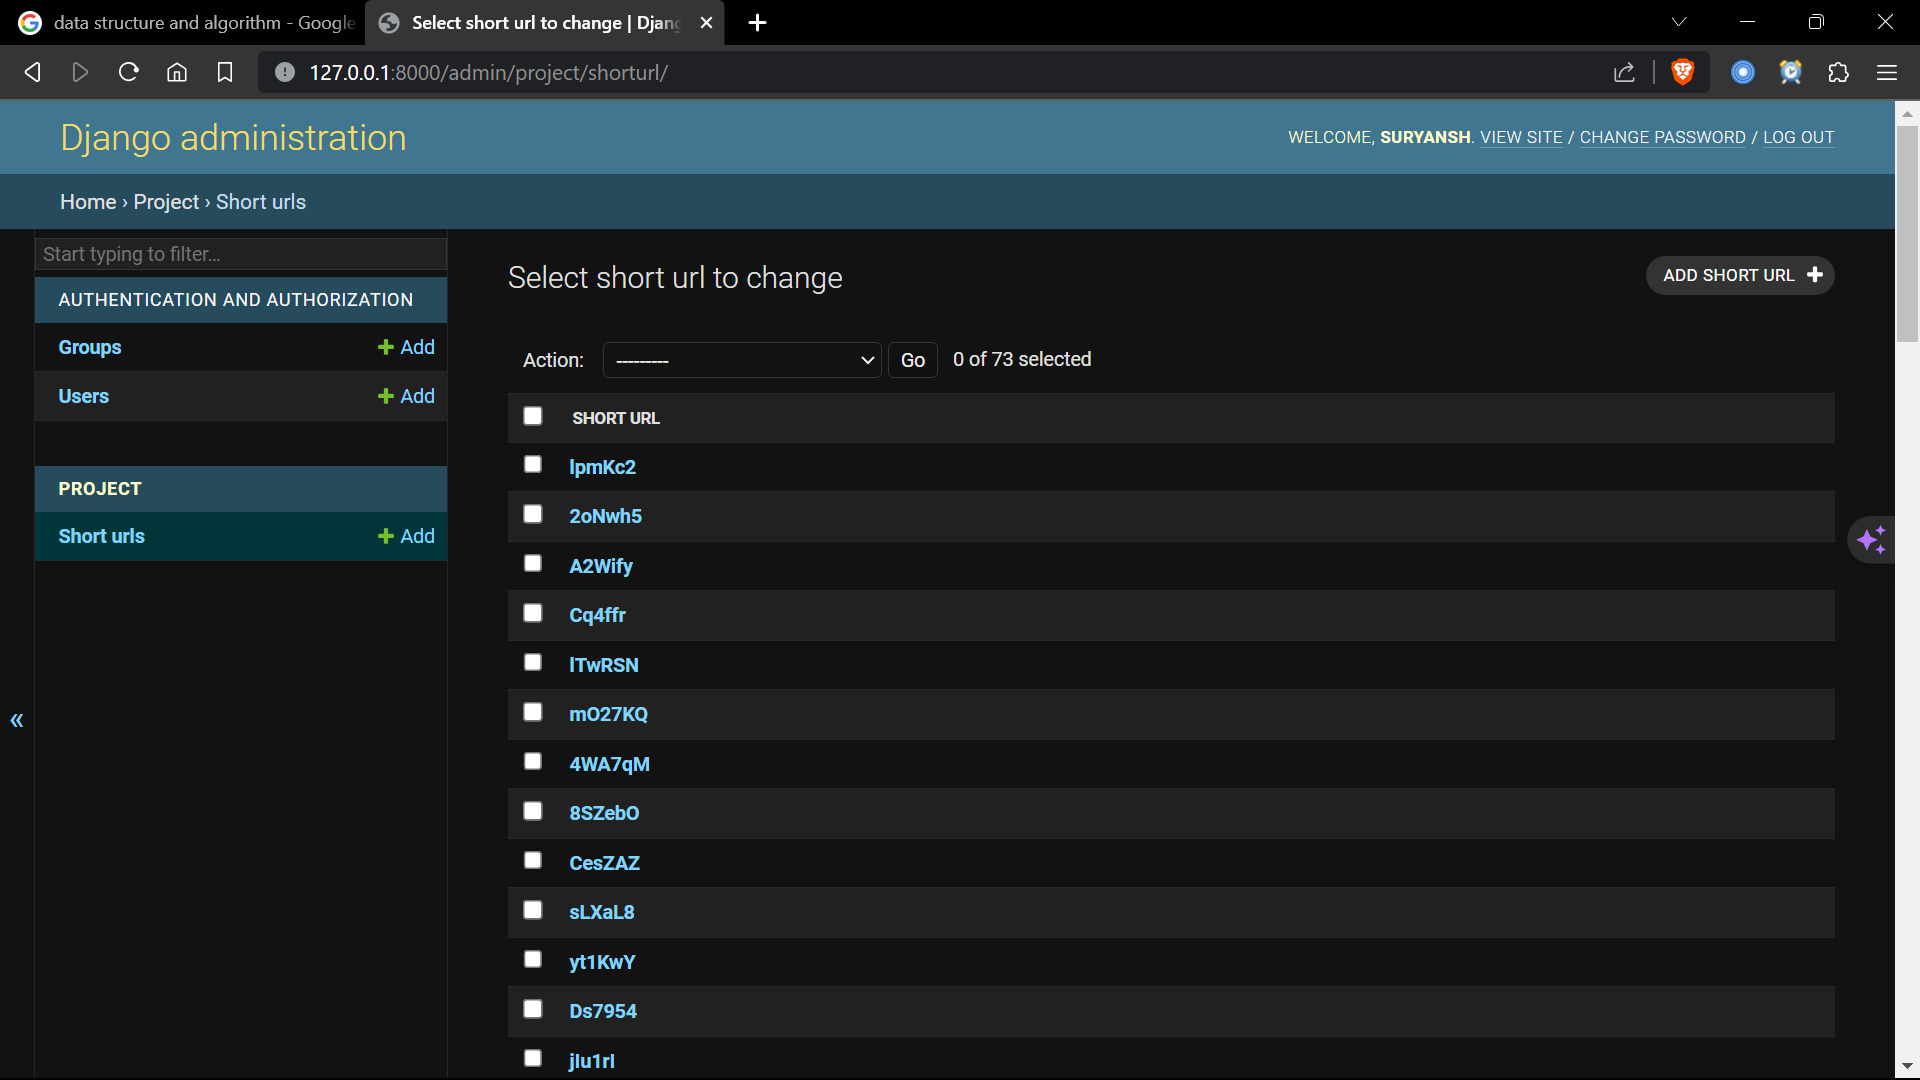 data structure and algorithm - Google
Select short url to change | Djang
127.0.0.1:8000/admin/project/shorturl/
Django administration
WELCOME, SURYANSH. VIEW SITE / CHANGE PASSWORD / LOG OUT
Home › Project › Short urls
Start typing to filter...
AUTHENTICATION AND AUTHORIZATION
Groups
Add
Users
Add
PROJECT
Short urls
Add
«
Select short url to change
ADD SHORT URL
Action:
---------
Go
0 of 73 selected
SHORT URL
lpmKc2
2oNwh5
A2Wify
Cq4ffr
ITwRSN
mO27KQ
4WA7qM
8SZebO
CesZAZ
sLXaL8
yt1KwY
Ds7954
jlu1rl